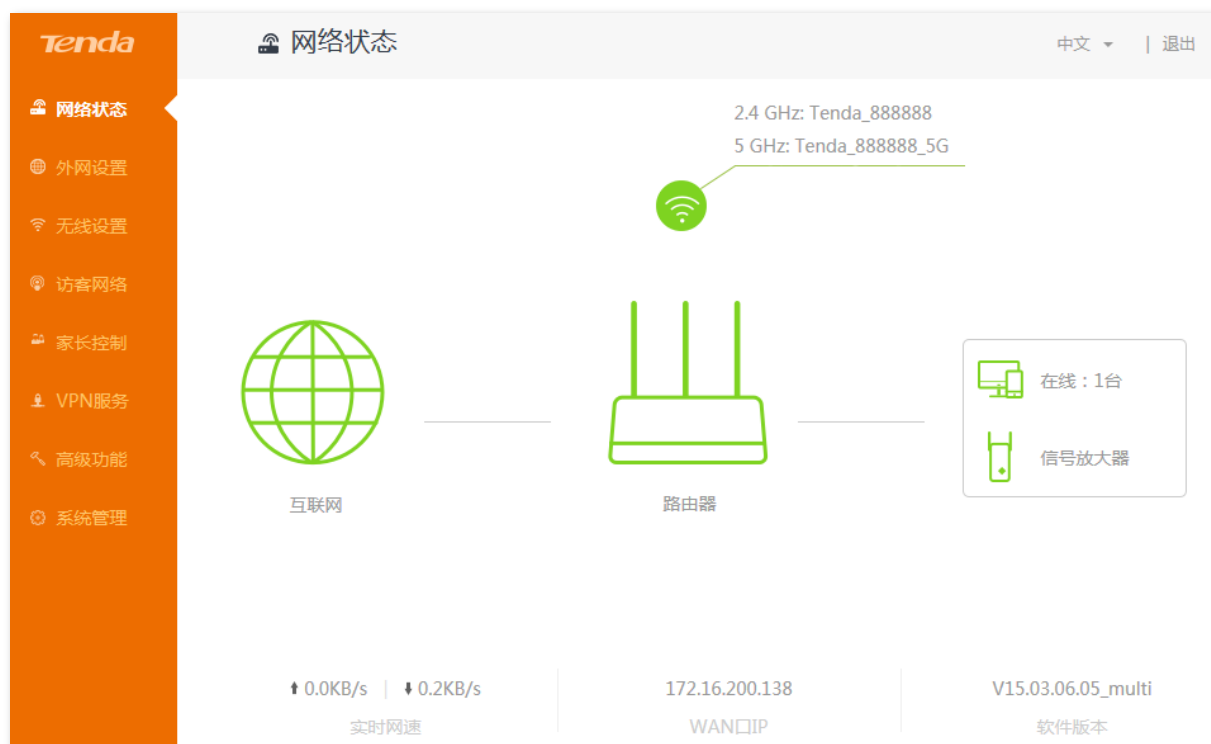 Tenda
网络状态
中文 | 退出
网络状态
外网设置
无线设置
访客网络
家长控制
VPN服务
高级功能
系统管理
2.4 GHz: Tenda_888888
5 GHz: Tenda_888888_5G
互联网
路由器
在线：1台
信号放大器
0.0KB/s | 0.2KB/s
实时网速
172.16.200.138
WAN口IP
V15.03.06.05_multi
软件版本